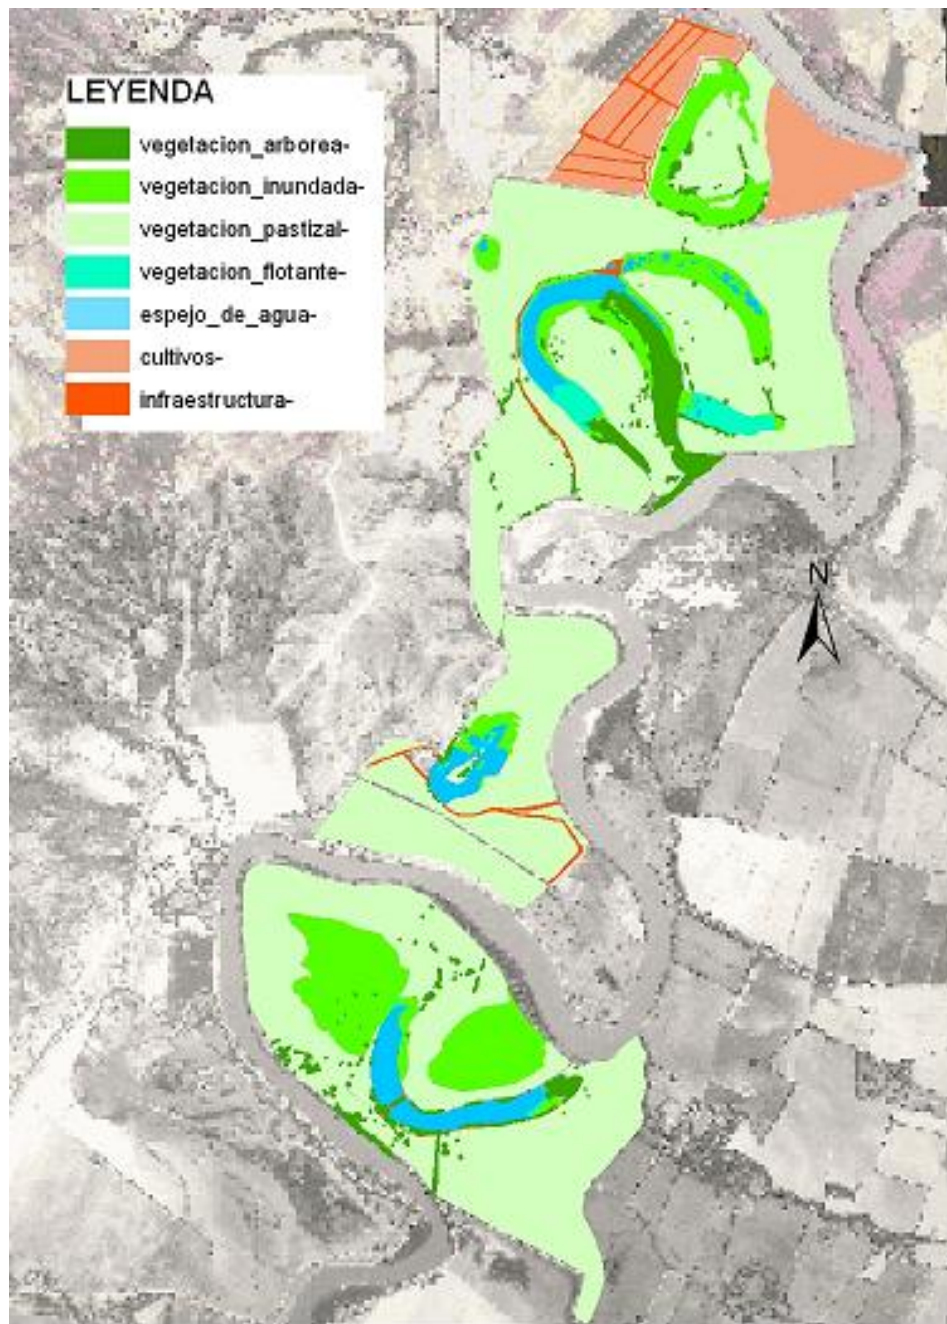 LEYENDA
vegetacion_arborea-
vegetacion_inundada-
vegetacion_pastizal-
vegetacion_flotante-
espejo_de_agua-
cultivos-
infraestructura-
N